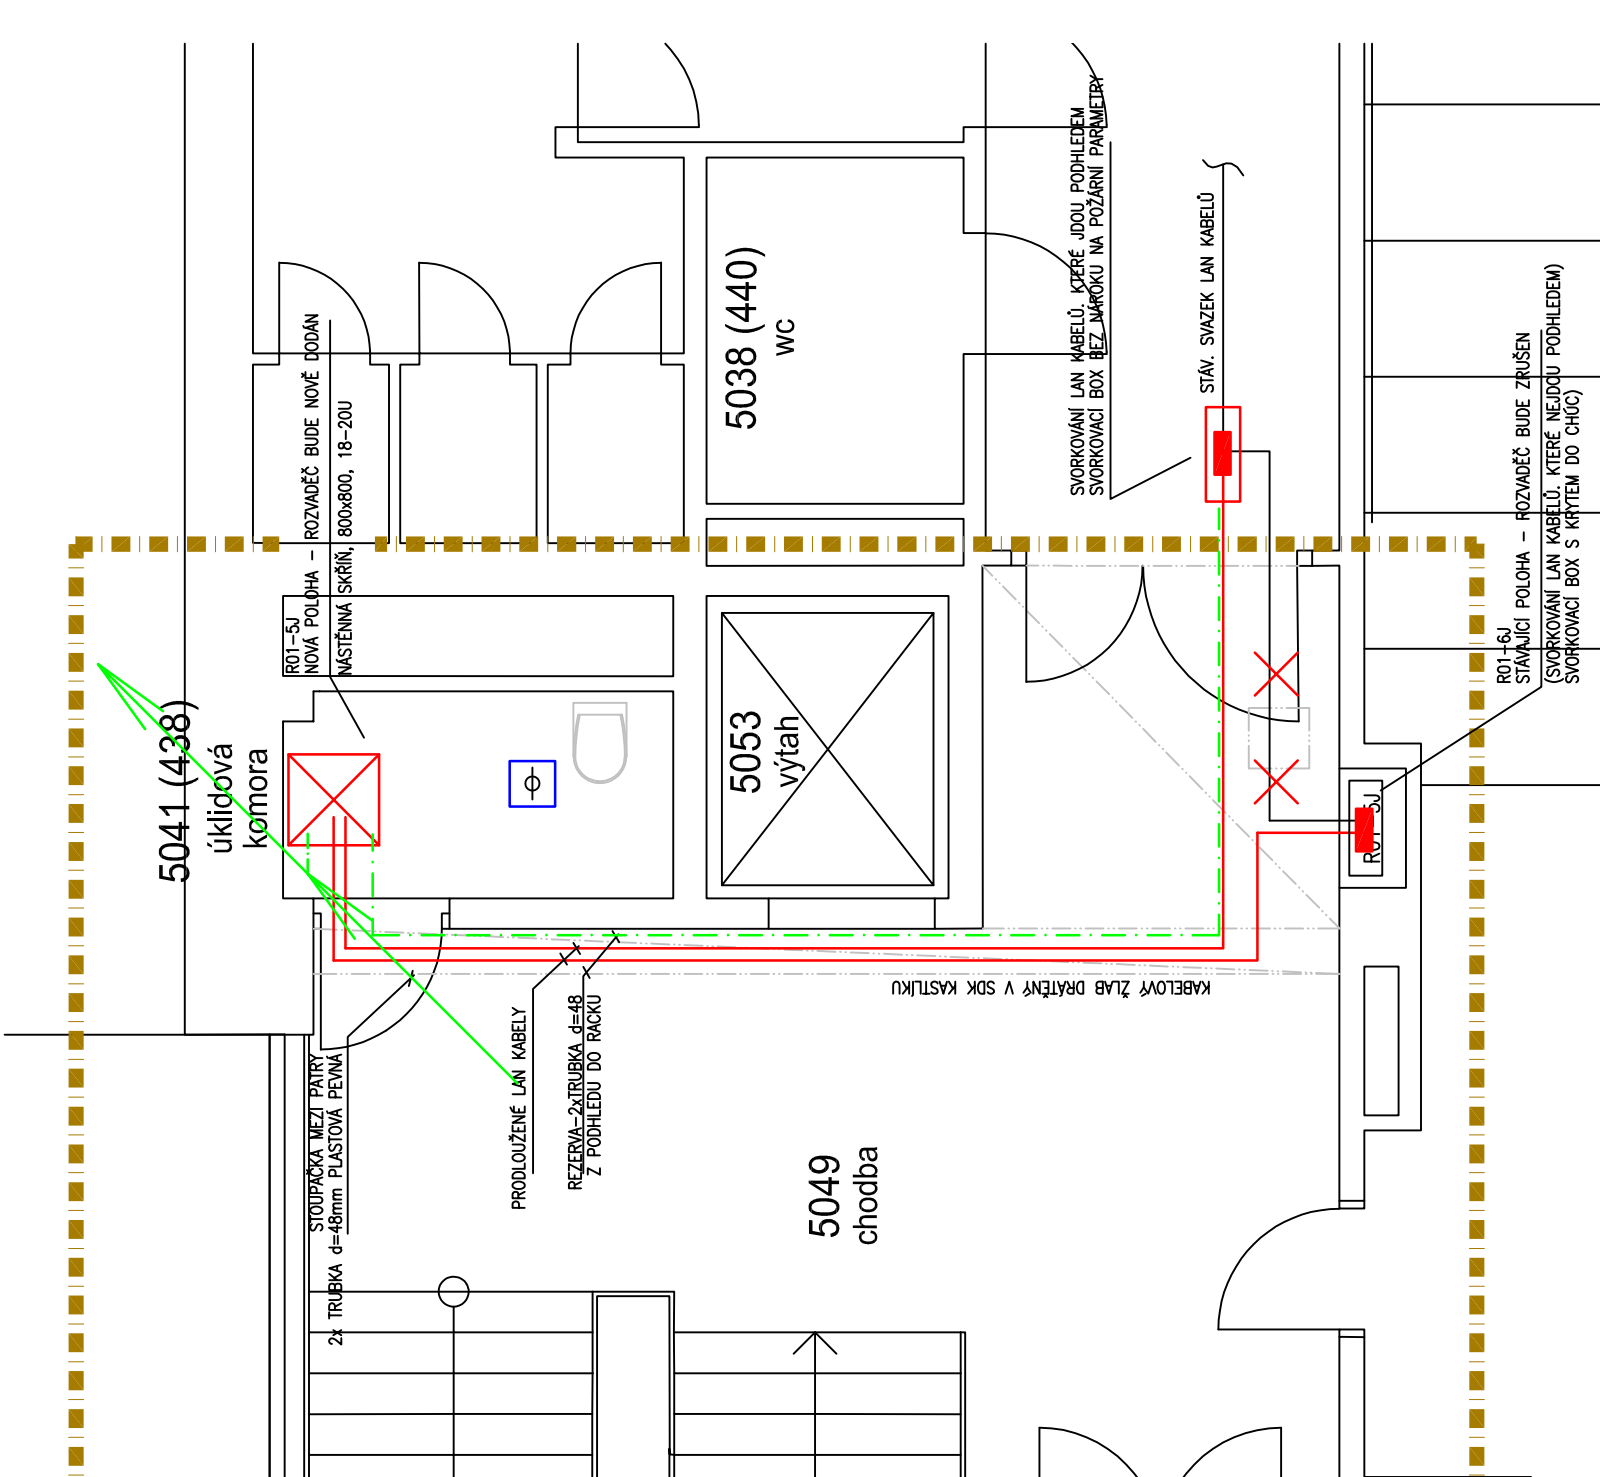 R01-5J
NOVÁ POLOHA - ROZVADĚČ BUDE NOVĚ DODÁN
NÁSTĚNNÁ SKŘÍŇ, 800x800, 18-20U
5041 (438)
úklidová
komora
5038 (440)
wc
5053
výtah
SVORKOVÁNÍ LAN KABELŮ. KTERÉ JDOU PODHLEDEM
SVORKOVACÍ BOX BEZ NÁROKU NA POŽÁRNÍ PARAMETRY
STÁV. SVAZEK LAN KABELŮ
R01-6J
STÁVAJÍCÍ POLOHA - ROZVADĚČ BUDE ZRUŠEN
(SVORKOVÁNÍ LAN KABELŮ. KTERÉ NEJDOU PODHLEDEM)
SVORKOVACÍ BOX S KRYTEM DO CHÚC)
R01-5J
KABELOVÝ ŽLAB DRÁTĚNÝ V SDK KASTLÍKU
STOUPAČKA MEZI PATRY
2x TRUBKA d=48mm PLASTOVÁ PEVNÁ
PRODLOUŽENÉ LAN KABELY
REZERVA-2xTRUBKA d=48
Z PODHLEDU DO RACKU
5049
chodba